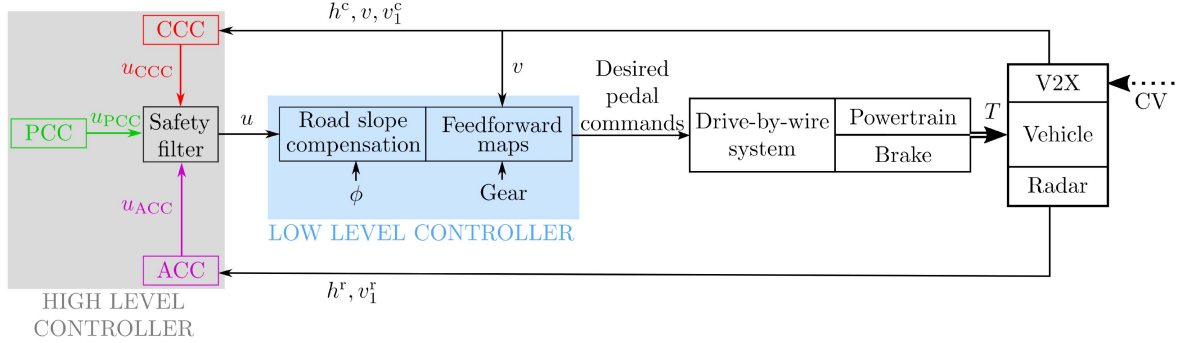 h^c, v, v_1^c
CCC
u_CCC
v
Desired
pedal
commands
V2X
CV
PCC
u_PCC
Safety
filter
u
Road slope
compensation
Feedforward
maps
Drive-by-wire
system
Powertrain
Brake
T
Vehicle
Radar
ϕ
Gear
u_ACC
LOW LEVEL CONTROLLER
ACC
h^r, v_1^r
HIGH LEVEL
CONTROLLER